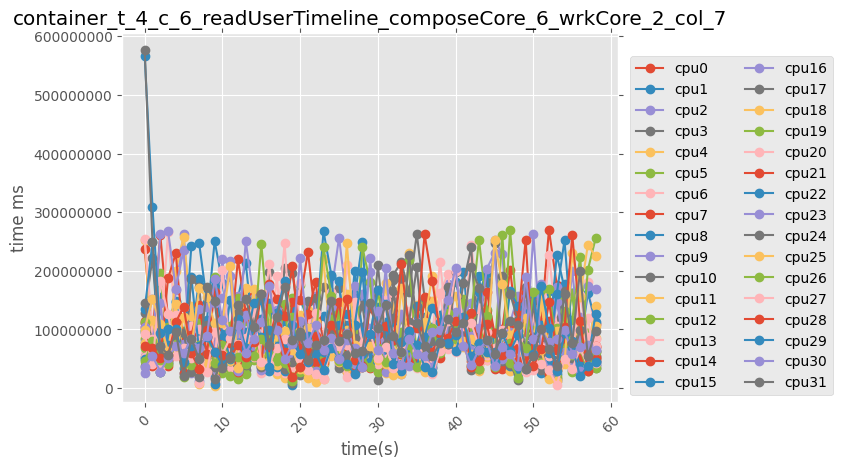 container_t_4_c_6_readUserTimeline_composeCore_6_wrkCore_2_col_7
600000000
500000000
400000000
300000000
200000000
100000000
0
time ms
0 10 20 30 40 50 60
time(s)
cpu0 cpu16
cpu1 cpu17
cpu2 cpu18
cpu3 cpu19
cpu4 cpu20
cpu5 cpu21
cpu6 cpu22
cpu7 cpu23
cpu8 cpu24
cpu9 cpu25
cpu10 cpu26
cpu11 cpu27
cpu12 cpu28
cpu13 cpu29
cpu14 cpu30
cpu15 cpu31